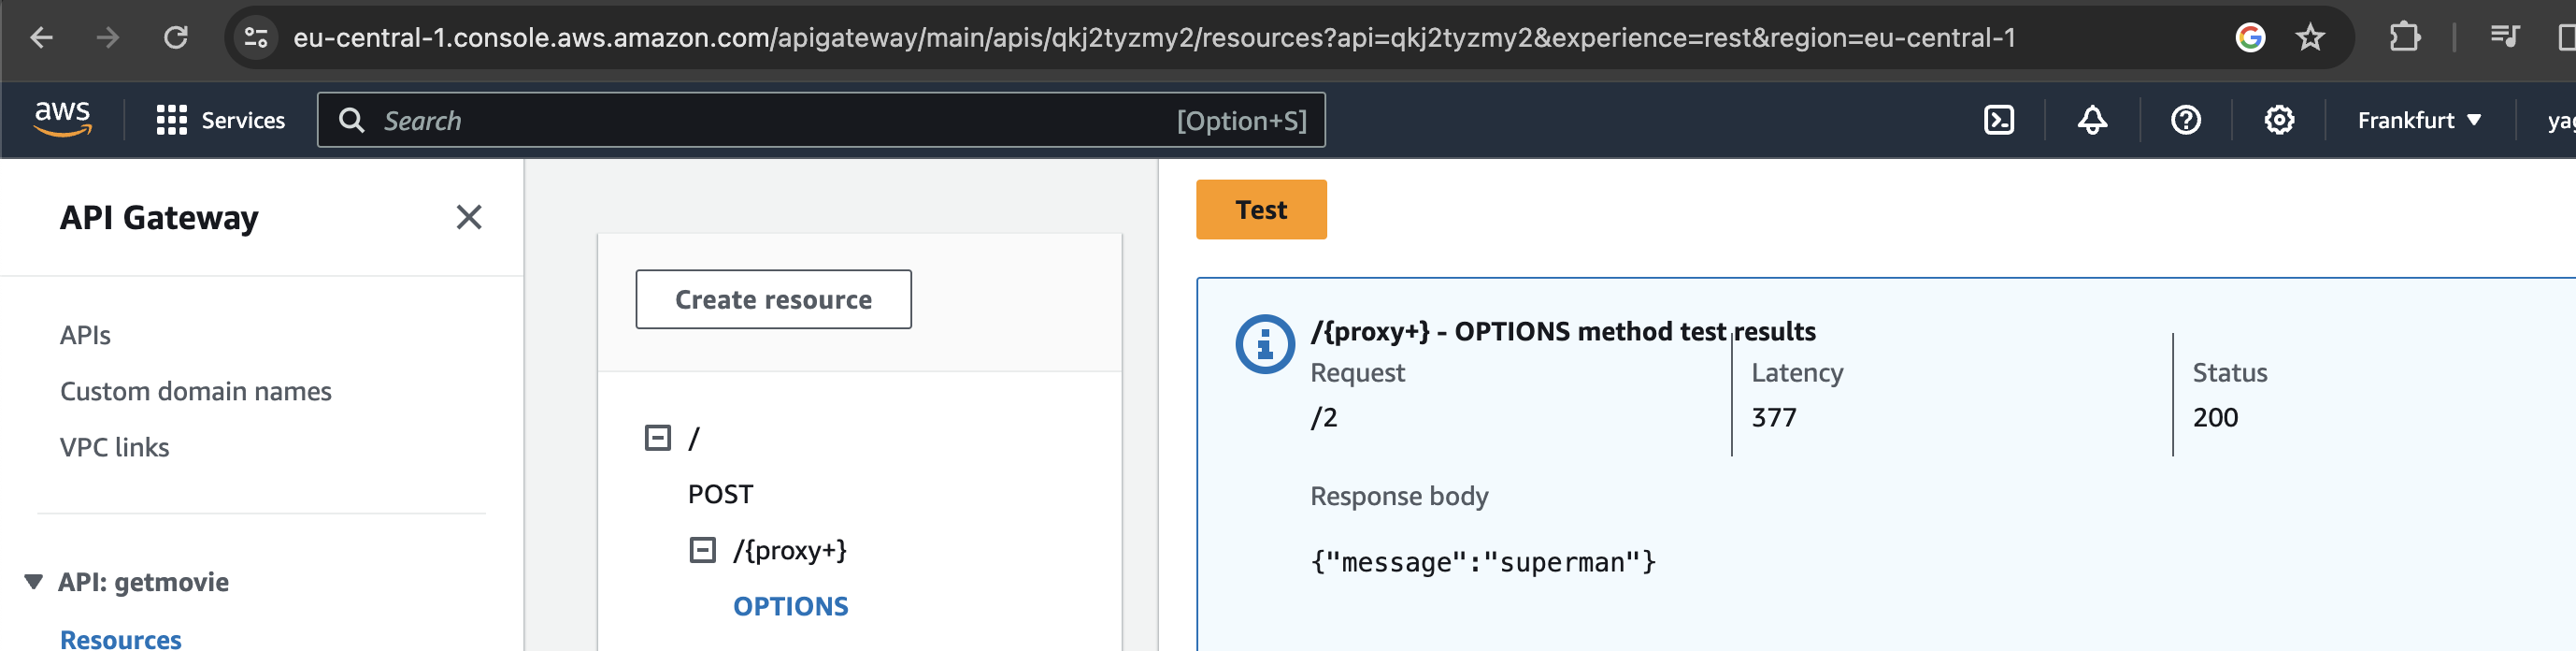 eu-central-1.console.aws.amazon.com/apigateway/main/apis/qkj2tyzmy2/resources?api=qkj2tyzmy2&experience=rest&region=eu-central-1
aws
Services
Search
[Option+S]
Frankfurt
API Gateway
APIs
Custom domain names
VPC links
API: getmovie
Resources
Create resource
/
POST
/{proxy+}
OPTIONS
Test
/{proxy+} - OPTIONS method test results
Request
/2
Latency
377
Status
200
Response body
{"message":"superman"}